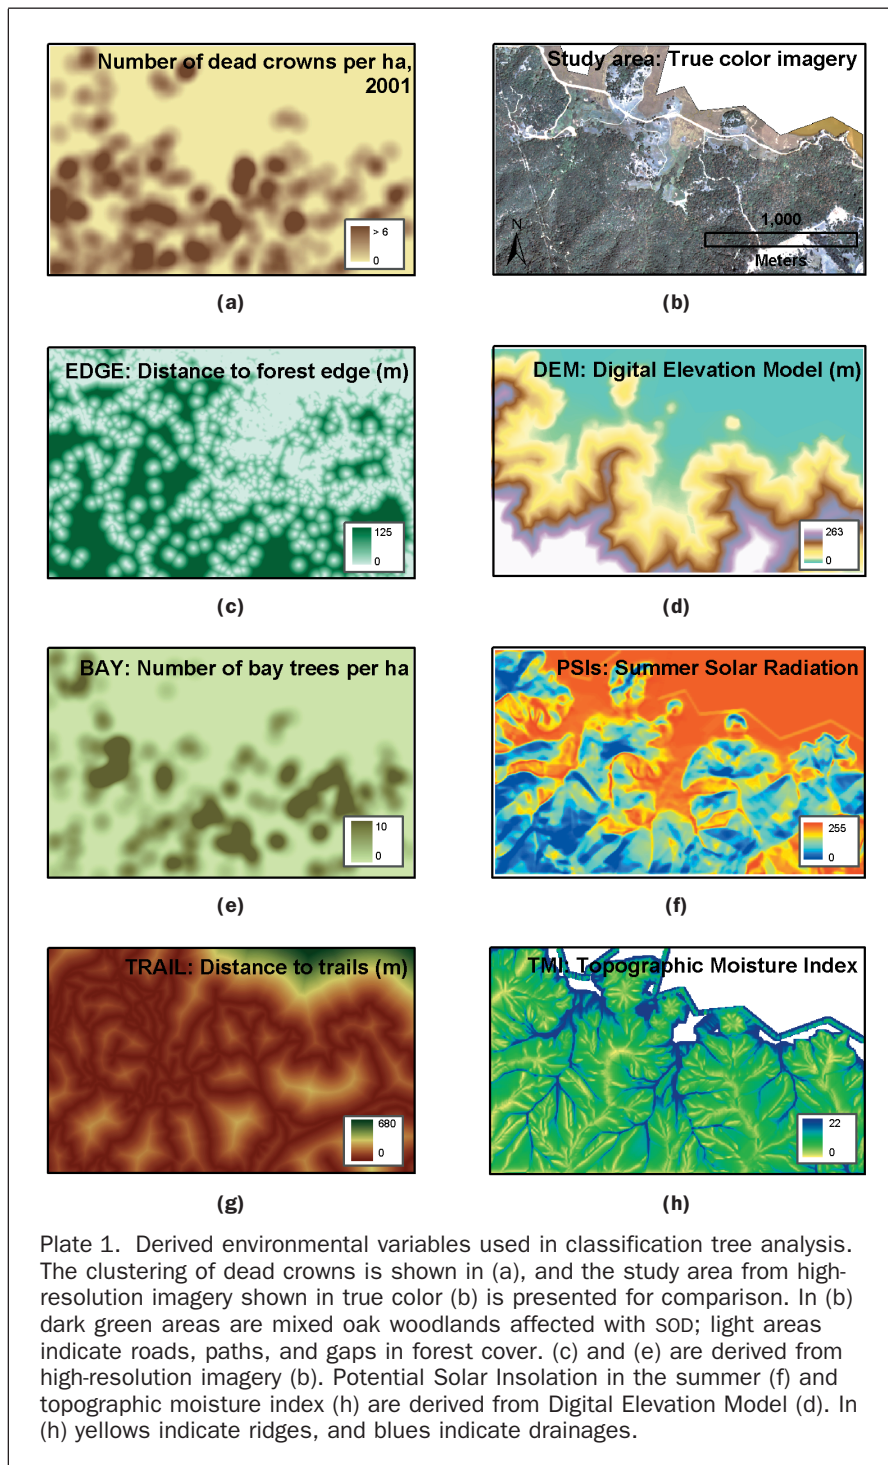 Number of dead crowns per ha,
2001
> 6
0
(a)
Study area: True color imagery
N
1,000
Meters
(b)
EDGE: Distance to forest edge (m)
125
0
(c)
DEM: Digital Elevation Model (m)
263
0
(d)
BAY: Number of bay trees per ha
10
0
(e)
PSIs: Summer Solar Radiation
255
0
(f)
TRAIL: Distance to trails (m)
680
0
(g)
TMI: Topographic Moisture Index
22
0
(h)
Plate 1. Derived environmental variables used in classification tree analysis.
The clustering of dead crowns is shown in (a), and the study area from high-
resolution imagery shown in true color (b) is presented for comparison. In (b)
dark green areas are mixed oak woodlands affected with SOD; light areas
indicate roads, paths, and gaps in forest cover. (c) and (e) are derived from
high-resolution imagery (b). Potential Solar Insolation in the summer (f) and
topographic moisture index (h) are derived from Digital Elevation Model (d). In
(h) yellows indicate ridges, and blues indicate drainages.